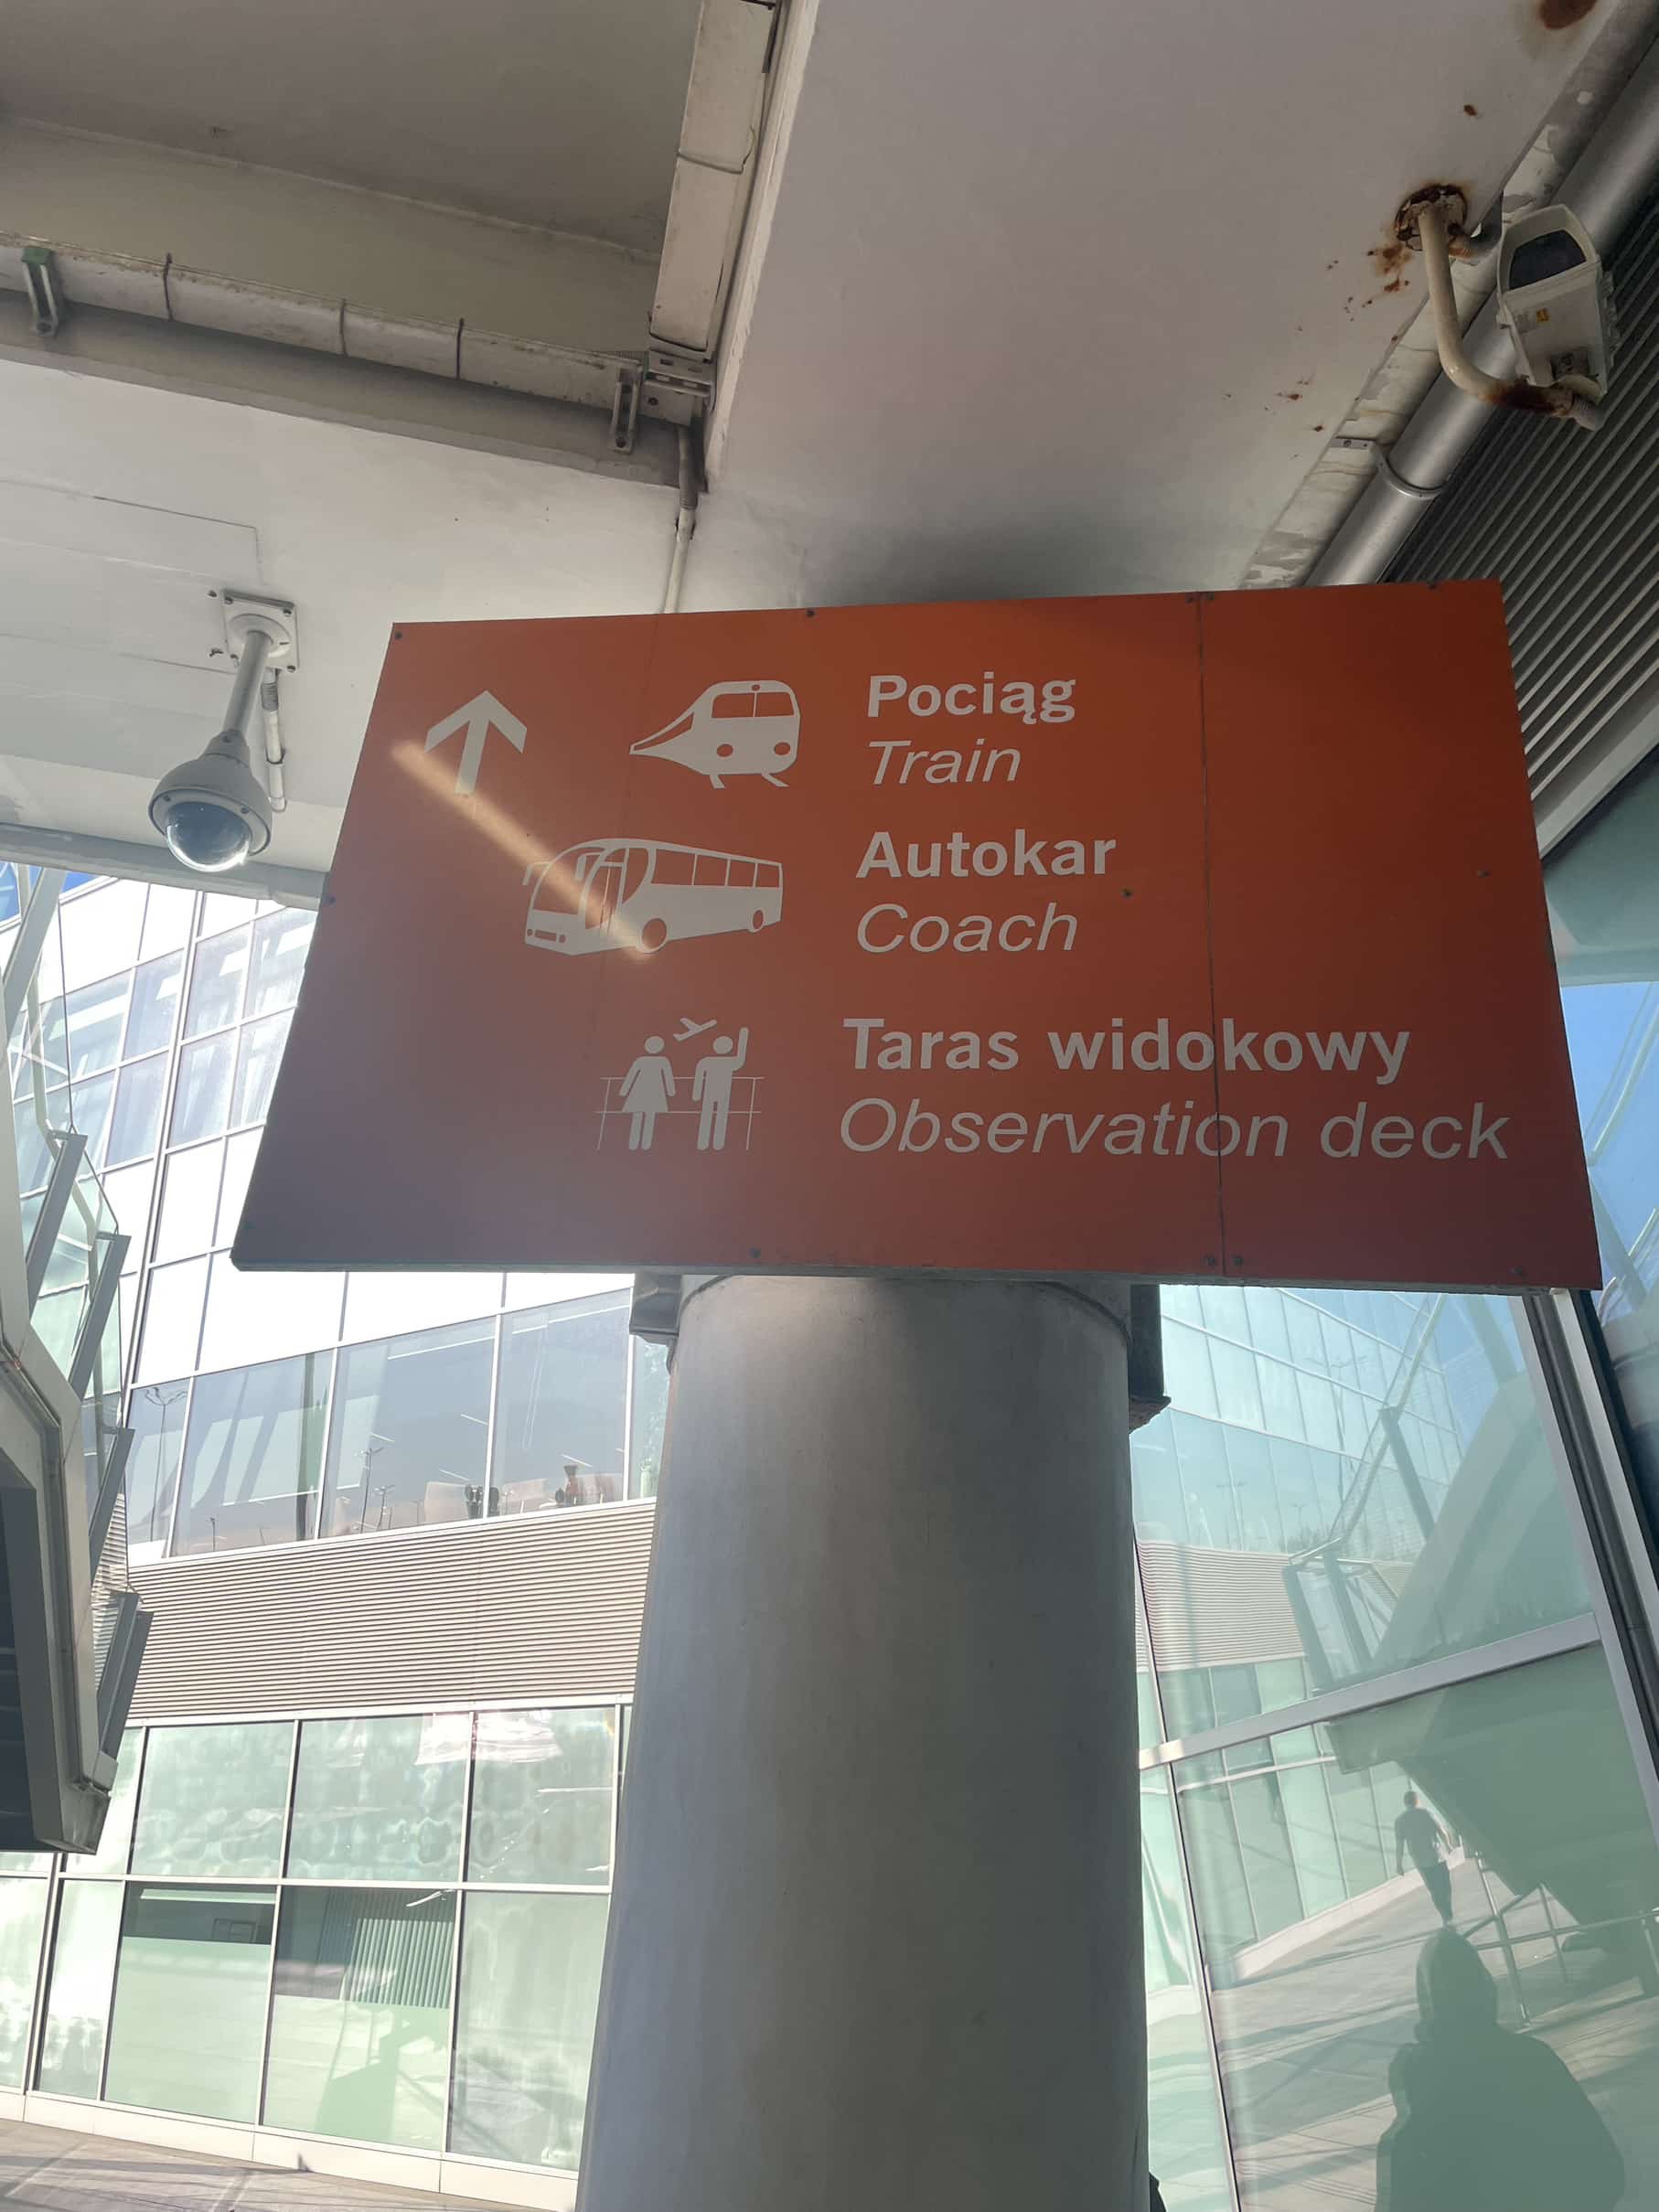 Pociąg
Train
Autokar
Coach
Taras widokowy
Observation deck